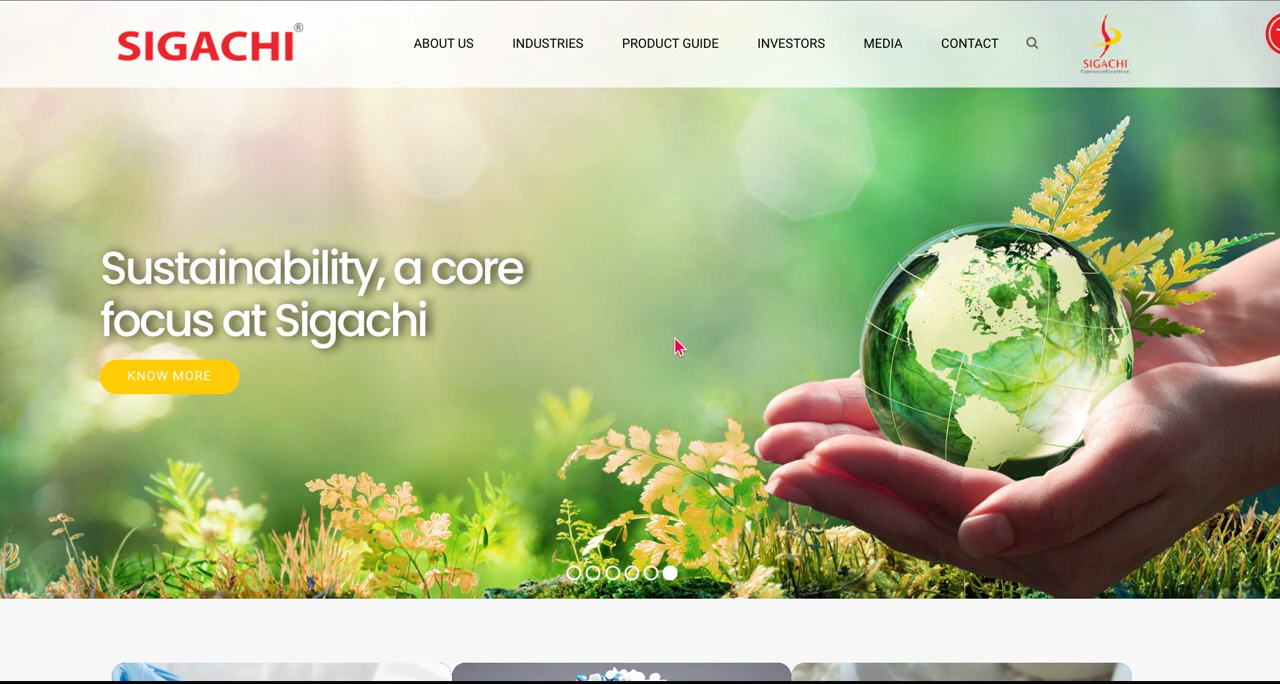 SIGACHI®
ABOUT US
INDUSTRIES
PRODUCT GUIDE
INVESTORS
MEDIA
CONTACT
SIGACHI
Sustainability, a core
focus at Sigachi
KNOW MORE